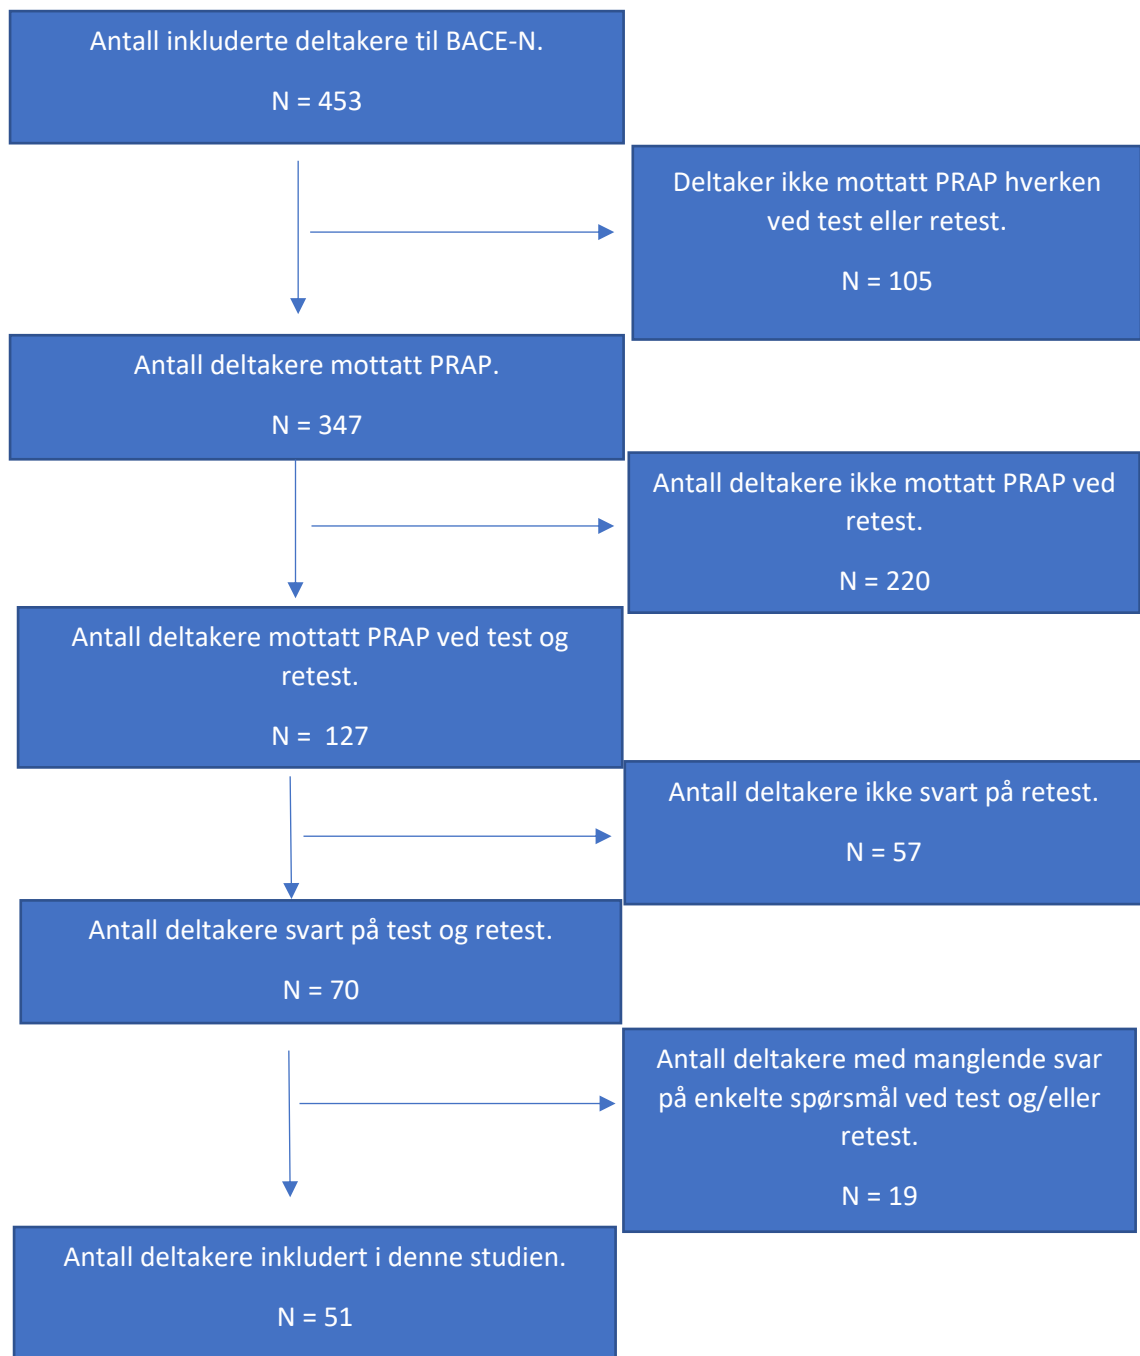 Antall inkluderte deltakere til BACE-N.
N = 453
Deltaker ikke mottatt PRAP hverken
ved test eller retest.
N = 105
Antall deltakere mottatt PRAP.
N = 347
Antall deltakere ikke mottatt PRAP ved
retest.
N = 220
Antall deltakere mottatt PRAP ved test og
retest.
N =  127
Antall deltakere ikke svart på retest.
N = 57
Antall deltakere svart på test og retest.
N = 70
Antall deltakere med manglende svar
på enkelte spørsmål ved test og/eller
retest.
N = 19
Antall deltakere inkludert i denne studien.
N = 51